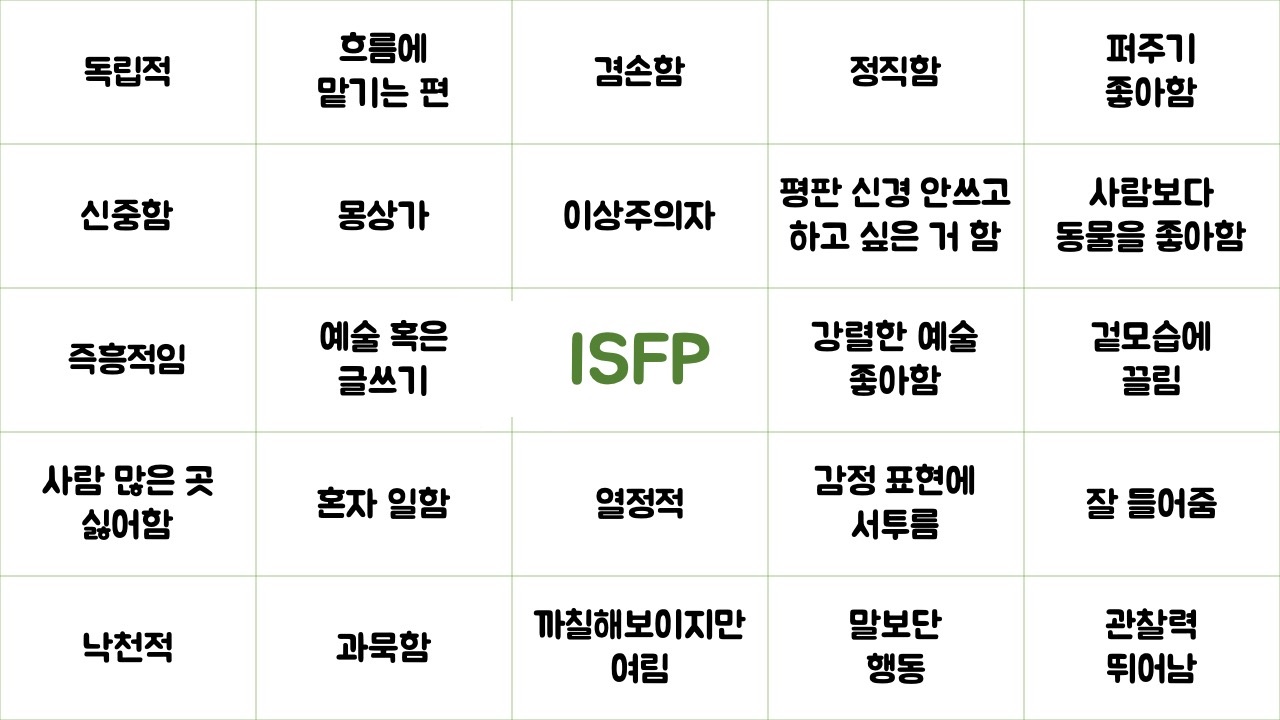 독립적
흐름에
맡기는 편
겸손함
정직함
퍼주기
좋아함
신중함
몽상가
이상주의자
평판 신경 안쓰고
하고 싶은 거 함
사람보다
동물을 좋아함
즉흥적임
예술 혹은
글쓰기
ISFP
강렬한 예술
좋아함
겉모습에
끌림
사람 많은 곳
싫어함
혼자 일함
열정적
감정 표현에
서투름
잘 들어줌
낙천적
과묵함
까칠해보이지만
여림
말보단
행동
관찰력
뛰어남